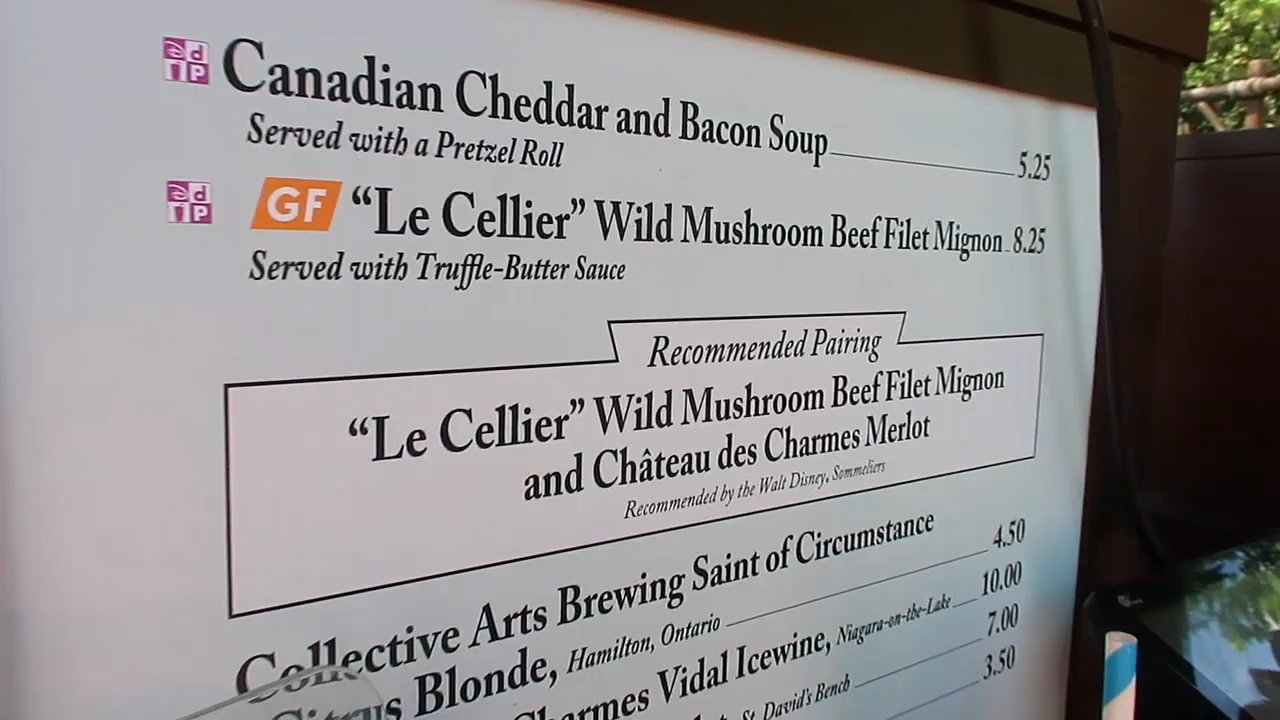 Canadian Cheddar and Bacon Soup 5.25
Served with a Pretzel Roll
GF “Le Cellier” Wild Mushroom Beef Filet Mignon 8.25
Served with Truffle-Butter Sauce
Recommended Pairing
“Le Cellier” Wild Mushroom Beef Filet Mignon
and Château des Charmes Merlot
Recommended by the Walt Disney, Sommeliers
Collective Arts Brewing Saint of Circumstance
Citrus Blonde, Hamilton, Ontario 4.50
Charmes Vidal Icewine, Niagara-on-the-Lake 10.00
St. David's Bench 7.00
3.50